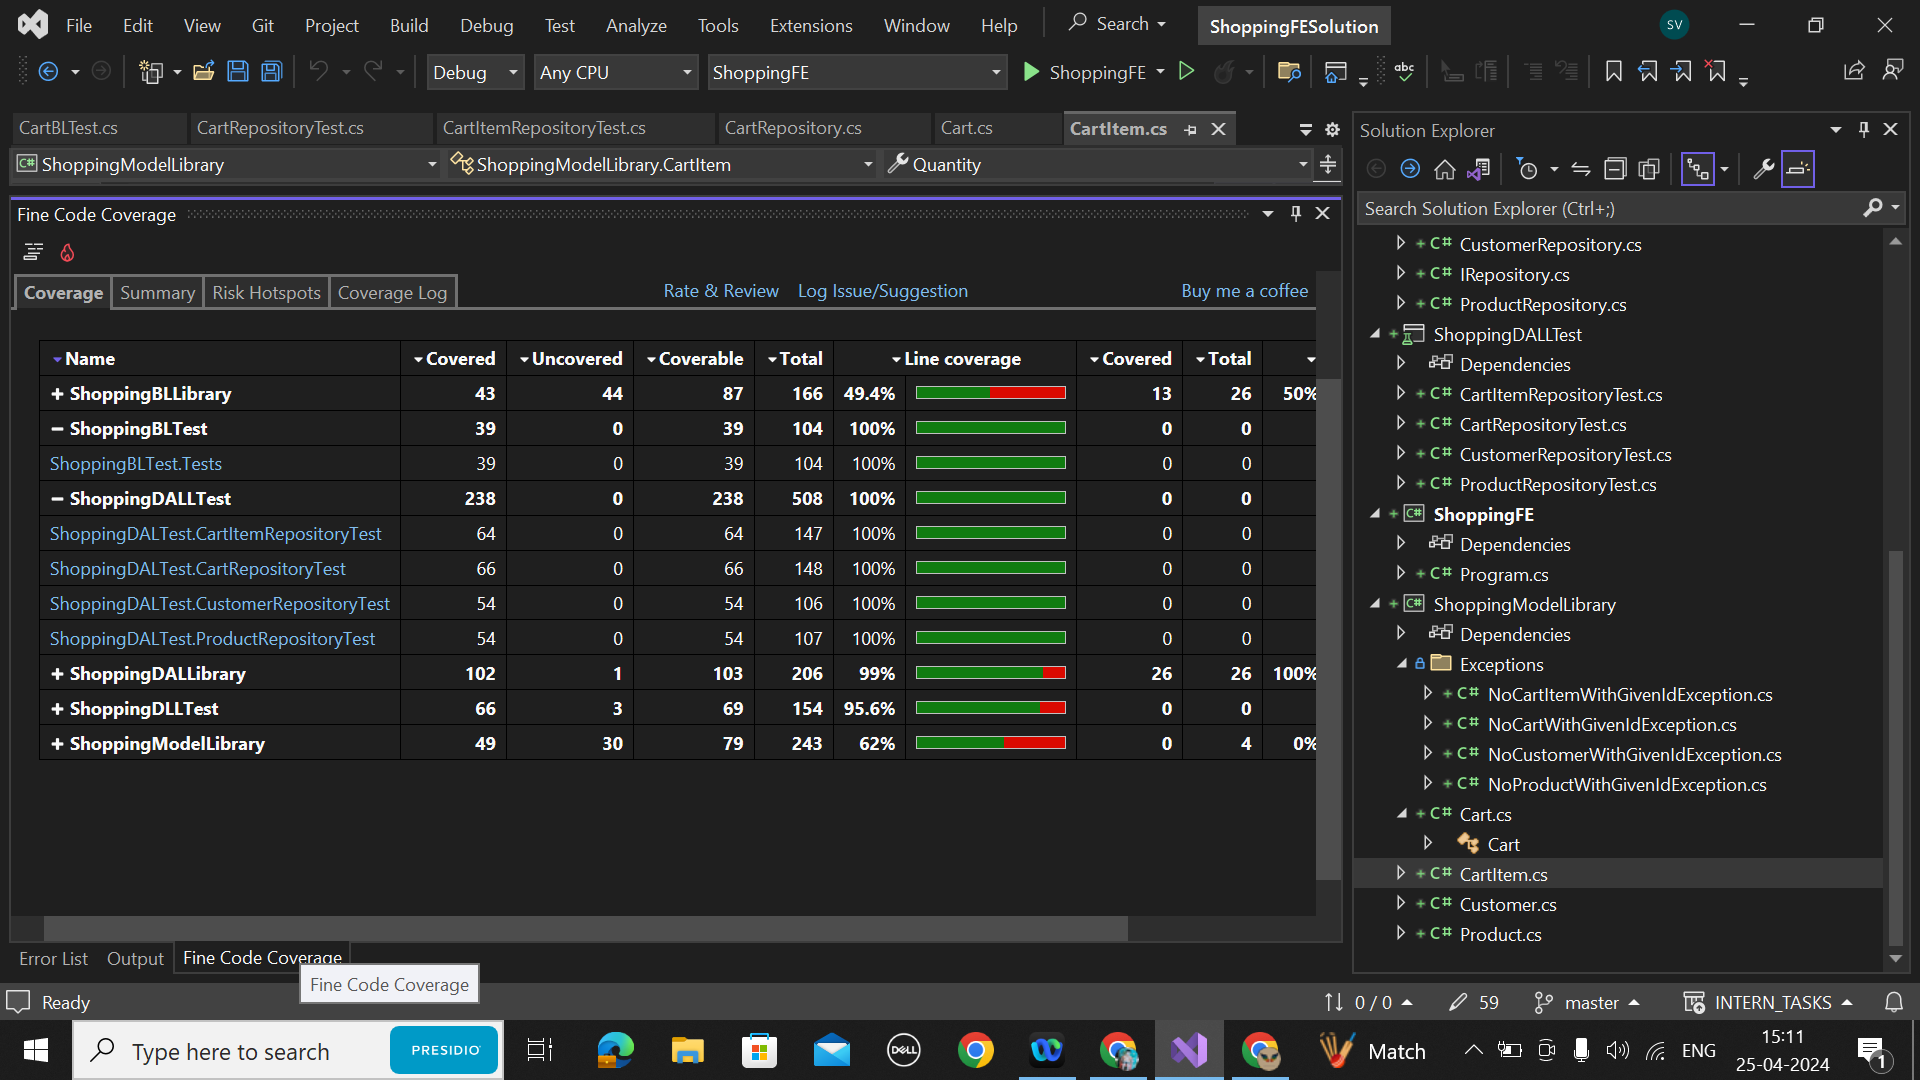 File Edit View Git Project Build Debug Test Analyze Tools Extensions Window Help Search ShoppingFESolution SV
Debug Any CPU ShoppingFE ShoppingFE abc
CartBLTest.cs CartRepositoryTest.cs CartItemRepositoryTest.cs CartRepository.cs Cart.cs CartItem.cs
C# ShoppingModelLibrary ShoppingModelLibrary.CartItem Quantity
Fine Code Coverage
Coverage Summary Risk Hotspots Coverage Log Rate & Review Log Issue/Suggestion Buy me a coffee
Name Covered Uncovered Coverable Total Line coverage Covered Total
+ ShoppingBLLibrary 43 44 87 166 49.4% 13 26 50%
− ShoppingBLTest 39 0 39 104 100% 0 0
ShoppingBLTest.Tests 39 0 39 104 100% 0 0
− ShoppingDALLTest 238 0 238 508 100% 0 0
ShoppingDALTest.CartItemRepositoryTest 64 0 64 147 100% 0 0
ShoppingDALTest.CartRepositoryTest 66 0 66 148 100% 0 0
ShoppingDALTest.CustomerRepositoryTest 54 0 54 106 100% 0 0
ShoppingDALTest.ProductRepositoryTest 54 0 54 107 100% 0 0
+ ShoppingDALLibrary 102 1 103 206 99% 26 26 100%
+ ShoppingDLLTest 66 3 69 154 95.6% 0 0
+ ShoppingModelLibrary 49 30 79 243 62% 0 4 0%
Error List Output Fine Code Coverage
Fine Code Coverage
Solution Explorer
Search Solution Explorer (Ctrl+;)
+ C# CustomerRepository.cs
+ C# IRepository.cs
+ C# ProductRepository.cs
+ ShoppingDALLTest
Dependencies
+ C# CartItemRepositoryTest.cs
+ C# CartRepositoryTest.cs
+ C# CustomerRepositoryTest.cs
+ C# ProductRepositoryTest.cs
+ C# ShoppingFE
Dependencies
+ C# Program.cs
+ C# ShoppingModelLibrary
Dependencies
Exceptions
+ C# NoCartItemWithGivenIdException.cs
+ C# NoCartWithGivenIdException.cs
+ C# NoCustomerWithGivenIdException.cs
+ C# NoProductWithGivenIdException.cs
+ C# Cart.cs
Cart
+ C# CartItem.cs
+ C# Customer.cs
+ C# Product.cs
Ready 0 / 0 59 master INTERN_TASKS
Type here to search PRESIDIO DELL Match ENG 15:11
25-04-2024 1